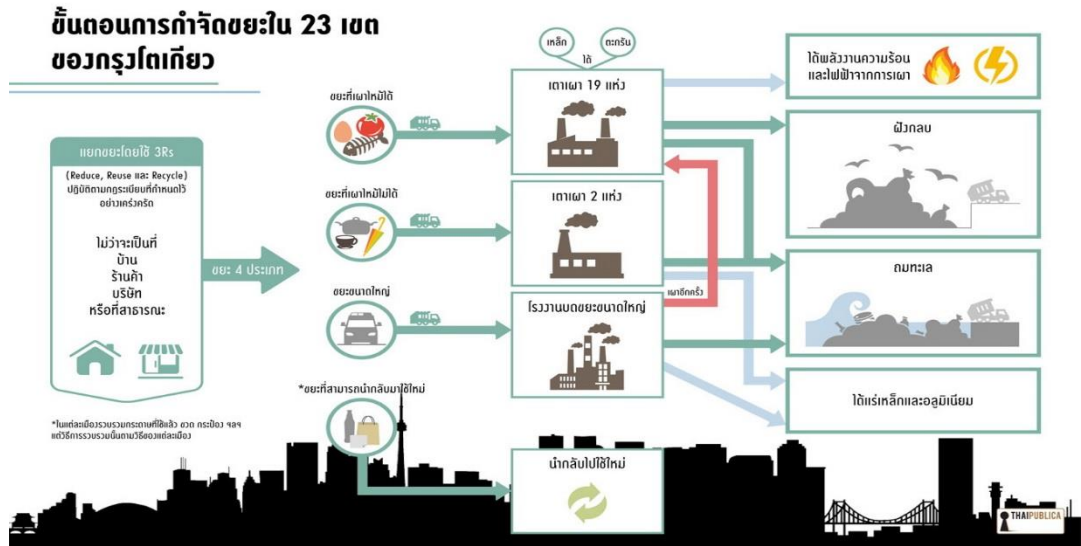 ขั้นตอนการกำจัดขยะใน 23 เขต
ของกรุงโตเกียว
แยกขยะโดยใช้ 3Rs
(Reduce, Reuse และ Recycle)
ปฏิบัติตามกฎระเบียบที่กำหนดไว้
อย่างเคร่งครัด
ไม่ว่าจะเป็นที่
บ้าน
ร้านค้า
บริษัท
หรือที่สาธารณะ
*ในแต่ละเมืองรวบรวมกระดาษที่ใช้แล้ว ขวด กระป๋อง ฯลฯ
แต่วิธีการรวบรวมนั้นตามวิธีของแต่ละเมือง
ขยะ 4 ประเภท
ขยะที่เผาไหม้ได้
ขยะที่เผาไหม้ไม่ได้
ขยะขนาดใหญ่
*ขยะที่สามารถนำกลับมาใช้ใหม่
เหล็ก
ตะกรัน
ได้
เตาเผา 19 แห่ง
เตาเผา 2 แห่ง
เผาอีกครั้ง
โรงงานบดขยะขนาดใหญ่
นำกลับไปใช้ใหม่
ได้พลังงานความร้อน
และไฟฟ้าจากการเผา
ฝังกลบ
ถมทะเล
ได้แร่เหล็กและอลูมิเนียม
THAIPUBLICA